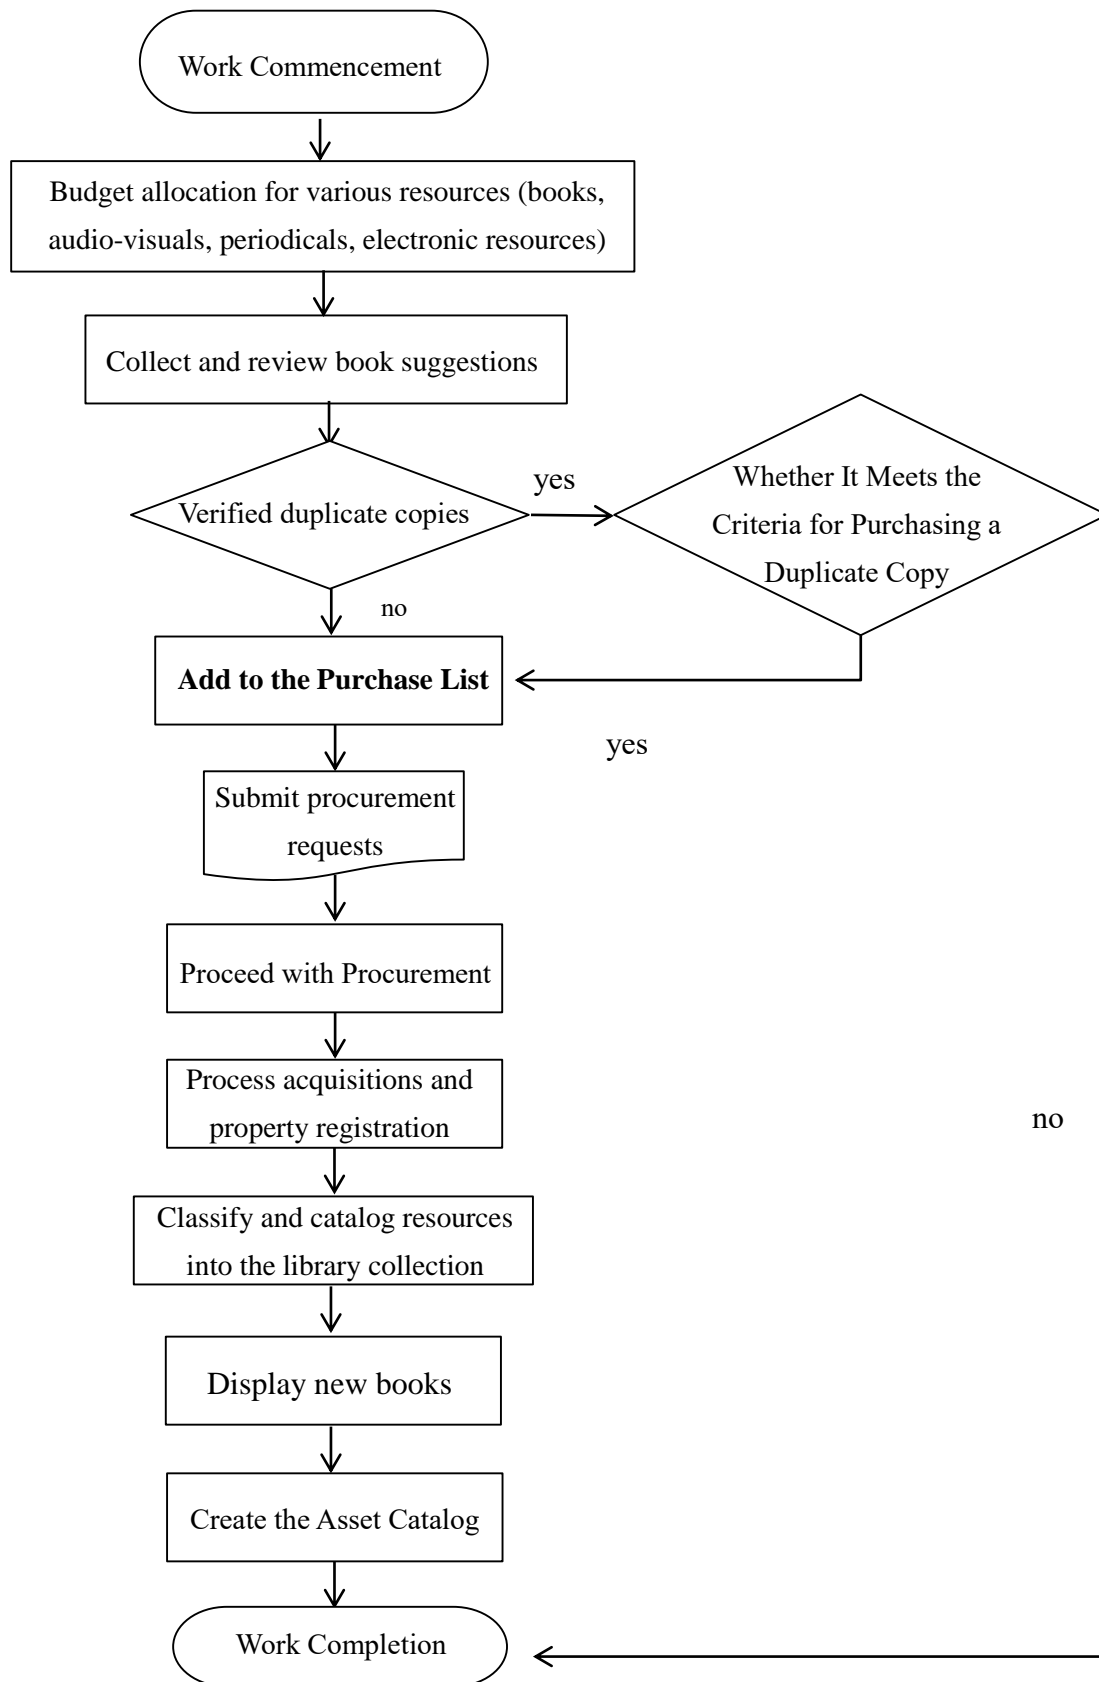 Work Commencement
Budget allocation for various resources (books,
audio-visuals, periodicals, electronic resources)
Collect and review book suggestions
Verified duplicate copies
yes
Whether It Meets the
Criteria for Purchasing a
Duplicate Copy
no
Add to the Purchase List
yes
Submit procurement
requests
Proceed with Procurement
Process acquisitions and
property registration
no
Classify and catalog resources
into the library collection
Display new books
Create the Asset Catalog
Work Completion